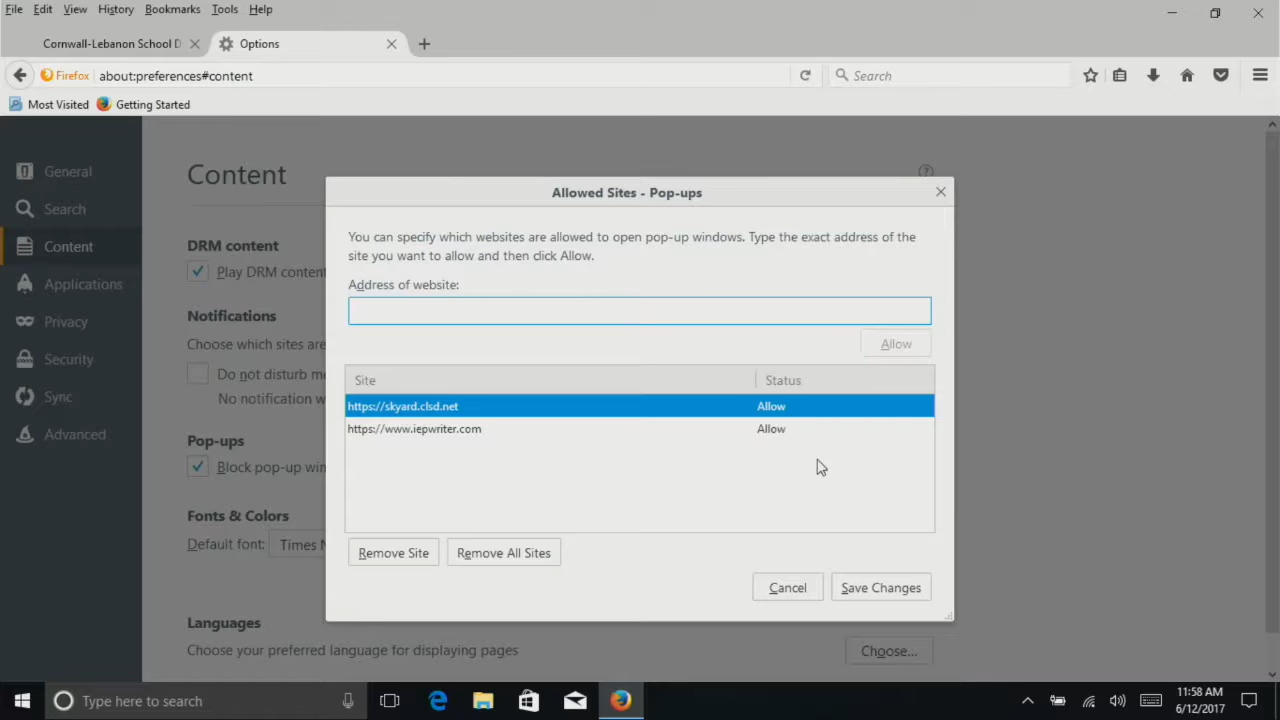 File Edit View History Bookmarks Tools Help
Cornwall-Lebanon School D
Options
Firefox about:preferences#content
Search
Most Visited Getting Started
General
Search
Content
Applications
Privacy
Security
Sync
Advanced
Content
DRM content
Play DRM content
Notifications
Choose which sites are
Do not disturb me
No notification w
Pop-ups
Block pop-up win
Fonts & Colors
Default font: Times N
Languages
Choose your preferred language for displaying pages
Choose...
Allowed Sites - Pop-ups
You can specify which websites are allowed to open pop-up windows. Type the exact address of the
site you want to allow and then click Allow.
Address of website:
Allow
Site Status
https://skyard.clsd.net Allow
https://www.iepwriter.com Allow
Remove Site Remove All Sites
Cancel Save Changes
Type here to search
11:58 AM
6/12/2017